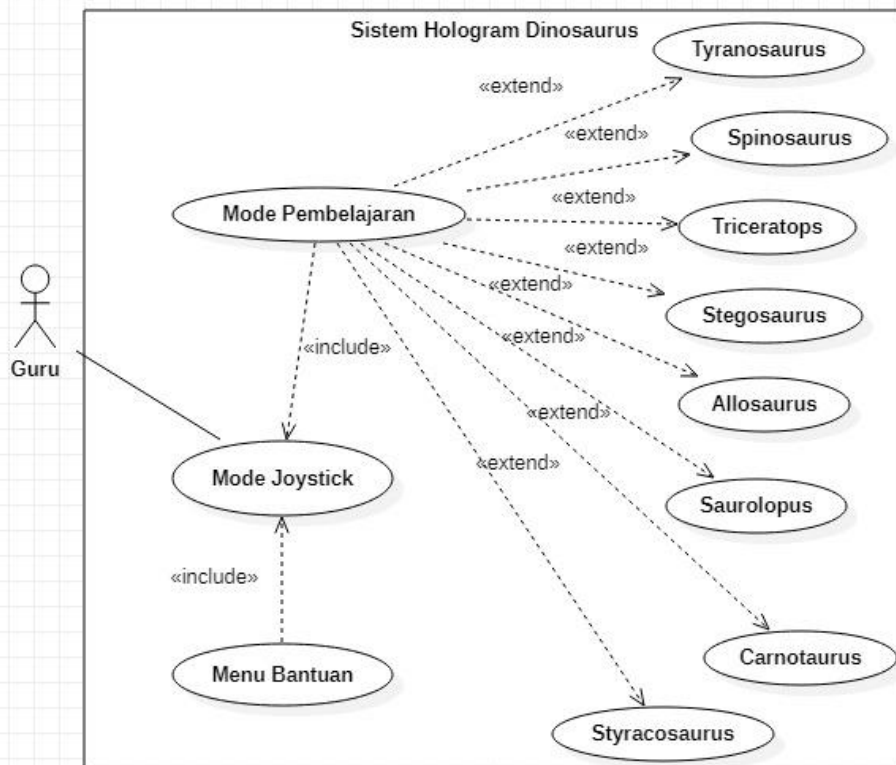 Sistem Hologram Dinosaurus
Tyranosaurus
«extend»
«extend»
Spinosaurus
«extend»
Mode Pembelajaran
Triceratops
«extend»
«extend»
Stegosaurus
«extend»
«include»
Guru
Allosaurus
«extend»
«extend»
Mode Joystick
Saurolopus
«include»
Carnotaurus
Menu Bantuan
Styracosaurus